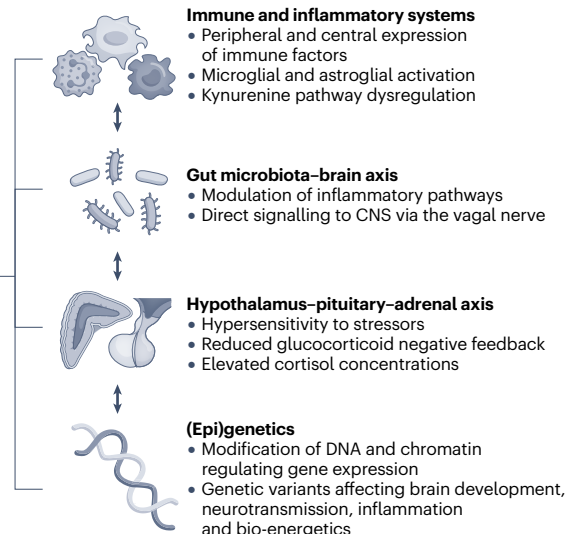 Immune and inflammatory systems
• Peripheral and central expression
of immune factors
• Microglial and astroglial activation
• Kynurenine pathway dysregulation
Gut microbiota–brain axis
• Modulation of inflammatory pathways
• Direct signalling to CNS via the vagal nerve
Hypothalamus–pituitary–adrenal axis
• Hypersensitivity to stressors
• Reduced glucocorticoid negative feedback
• Elevated cortisol concentrations
(Epi)genetics
• Modification of DNA and chromatin
regulating gene expression
• Genetic variants affecting brain development,
neurotransmission, inflammation
and bio-energetics